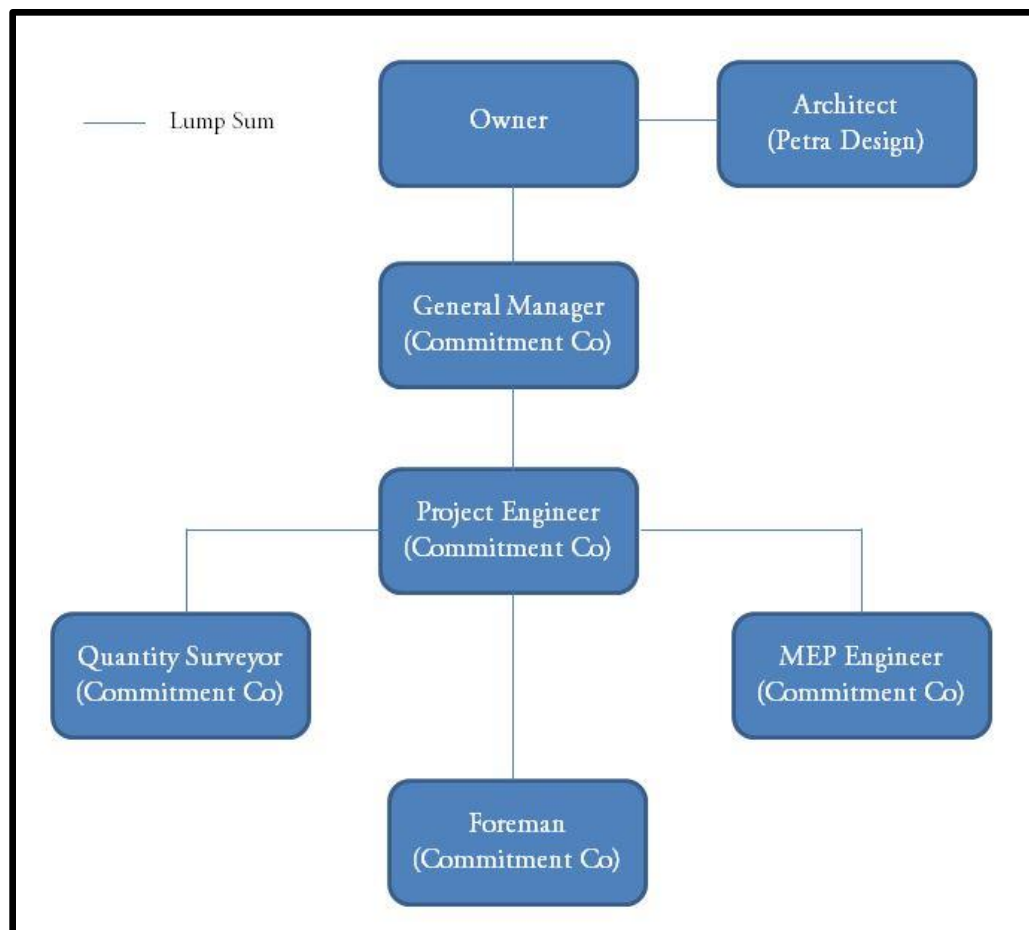 Lump Sum
Owner
Architect
(Petra Design)
General Manager
(Commitment Co)
Project Engineer
(Commitment Co)
Quantity Surveyor
(Commitment Co)
MEP Engineer
(Commitment Co)
Foreman
(Commitment Co)